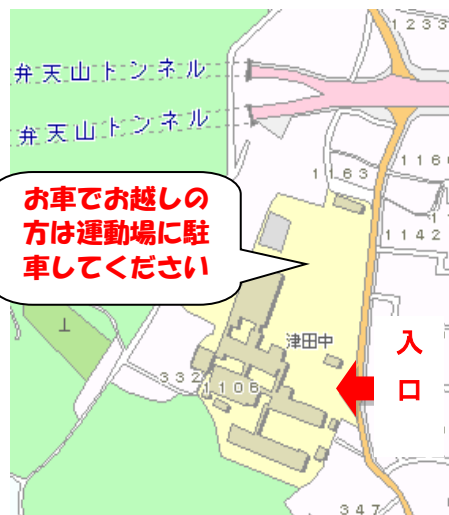 1233
弁天山トンネル
弁天山トンネル
1160
1163
お車でお越しの
方は運動場に駐
車してください
1142
津田中
入
口
332
1106
347